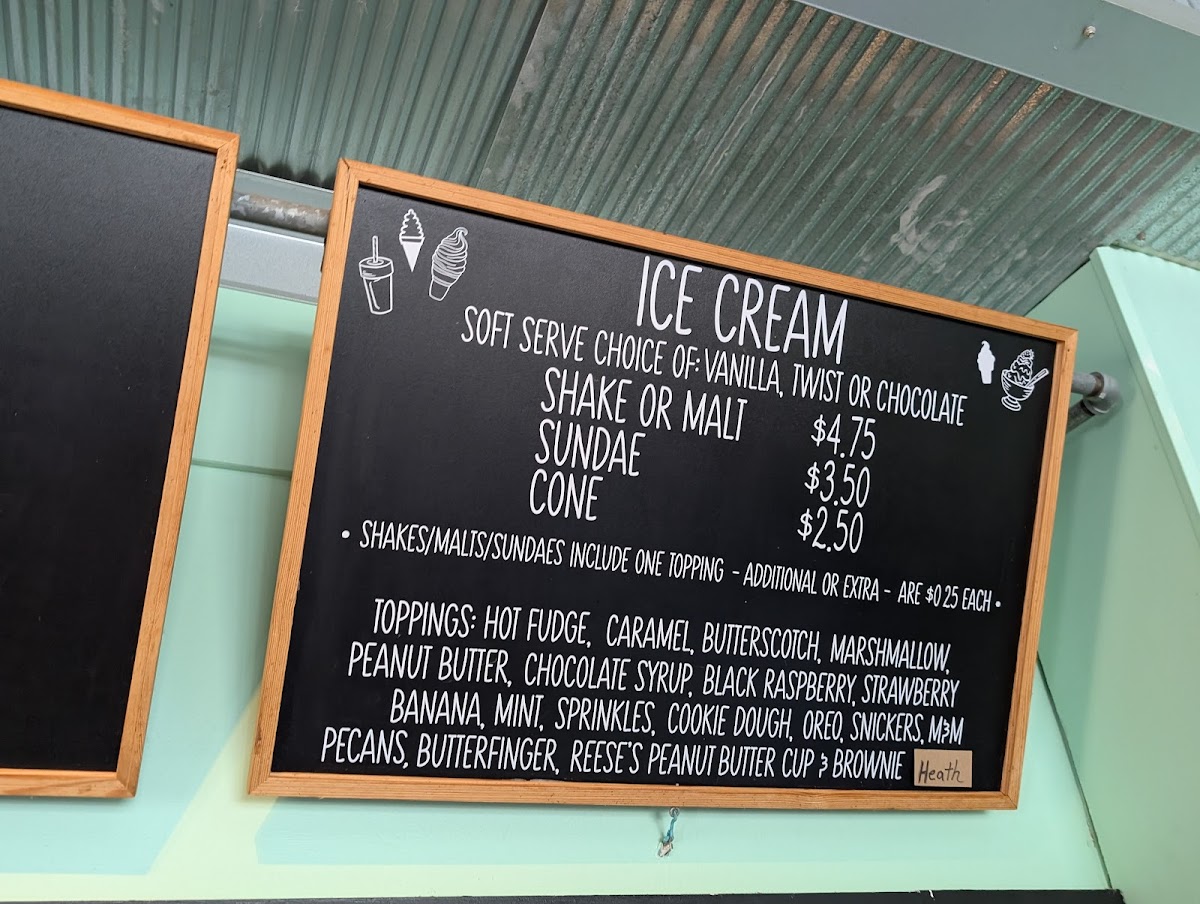 ICE CREAM
SOFT SERVE CHOICE OF: VANILLA, TWIST OR CHOCOLATE
SHAKE OR MALT $4.75
SUNDAE $3.50
CONE $2.50
• SHAKES/MALTS/SUNDAES INCLUDE ONE TOPPING - ADDITIONAL OR EXTRA - ARE $0.25 EACH •
TOPPINGS: HOT FUDGE, CARAMEL, BUTTERSCOTCH, MARSHMALLOW,
PEANUT BUTTER, CHOCOLATE SYRUP, BLACK RASPBERRY, STRAWBERRY
BANANA, MINT, SPRINKLES, COOKIE DOUGH, OREO, SNICKERS, M&M
PECANS, BUTTERFINGER, REESE'S PEANUT BUTTER CUP & BROWNIE Heath